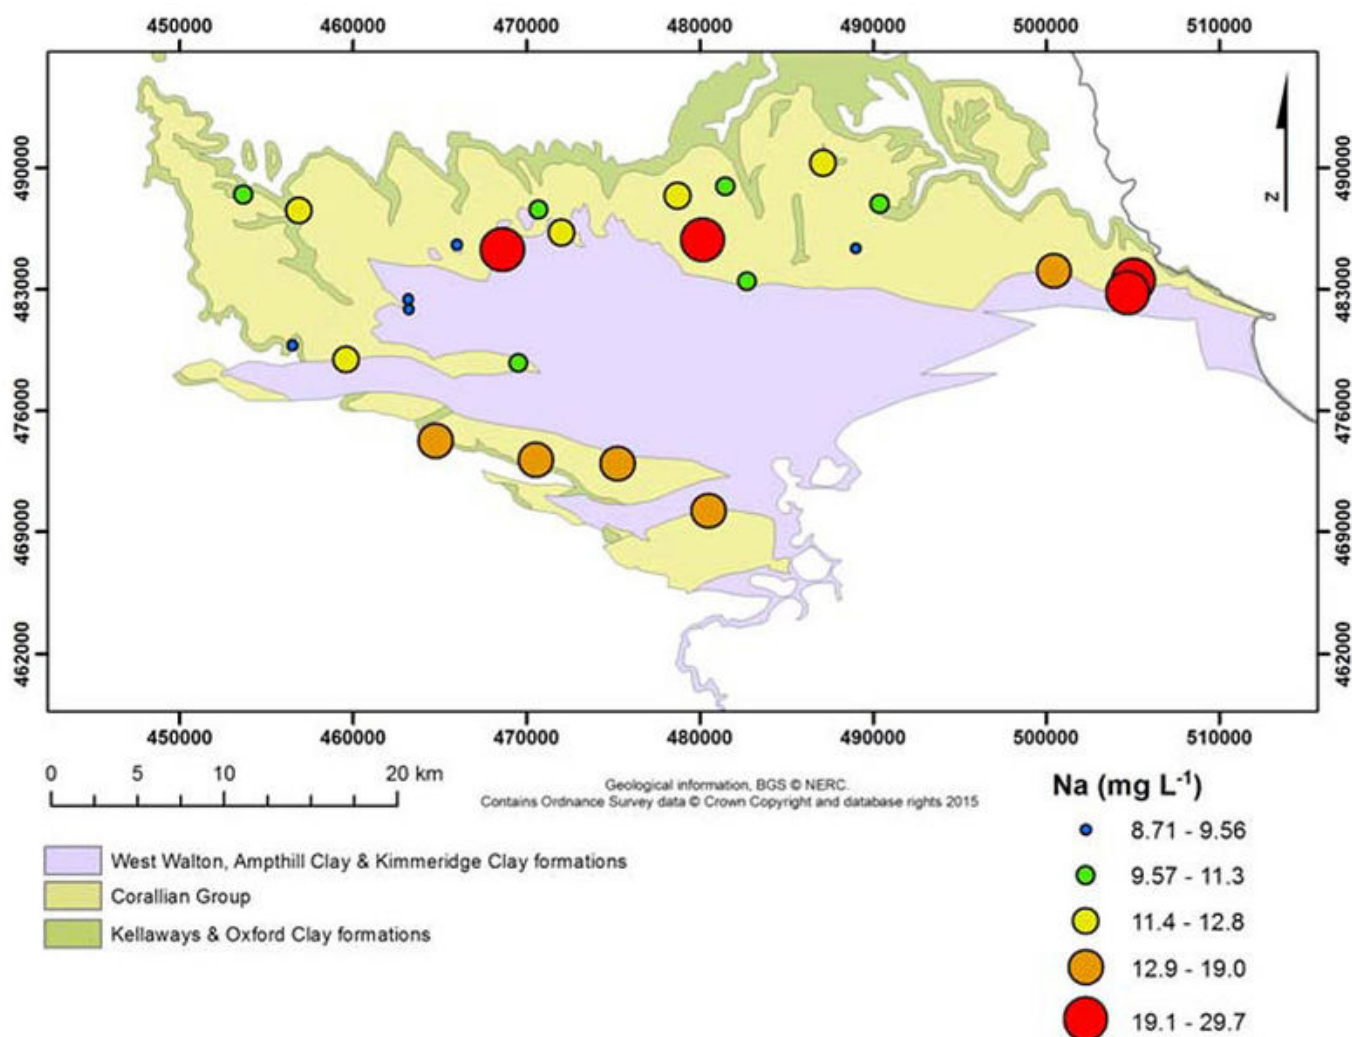 450000 460000 470000 480000 490000 500000 510000
490000 490000
483000 483000
476000 476000
469000 469000
462000 462000
N
450000 460000 470000 480000 490000 500000 510000
0 5 10 20 km
Geological information, BGS © NERC.
Contains Ordnance Survey data © Crown Copyright and database rights 2015
West Walton, Ampthill Clay & Kimmeridge Clay formations
Corallian Group
Kellaways & Oxford Clay formations
Na (mg L⁻¹)
8.71 - 9.56
9.57 - 11.3
11.4 - 12.8
12.9 - 19.0
19.1 - 29.7